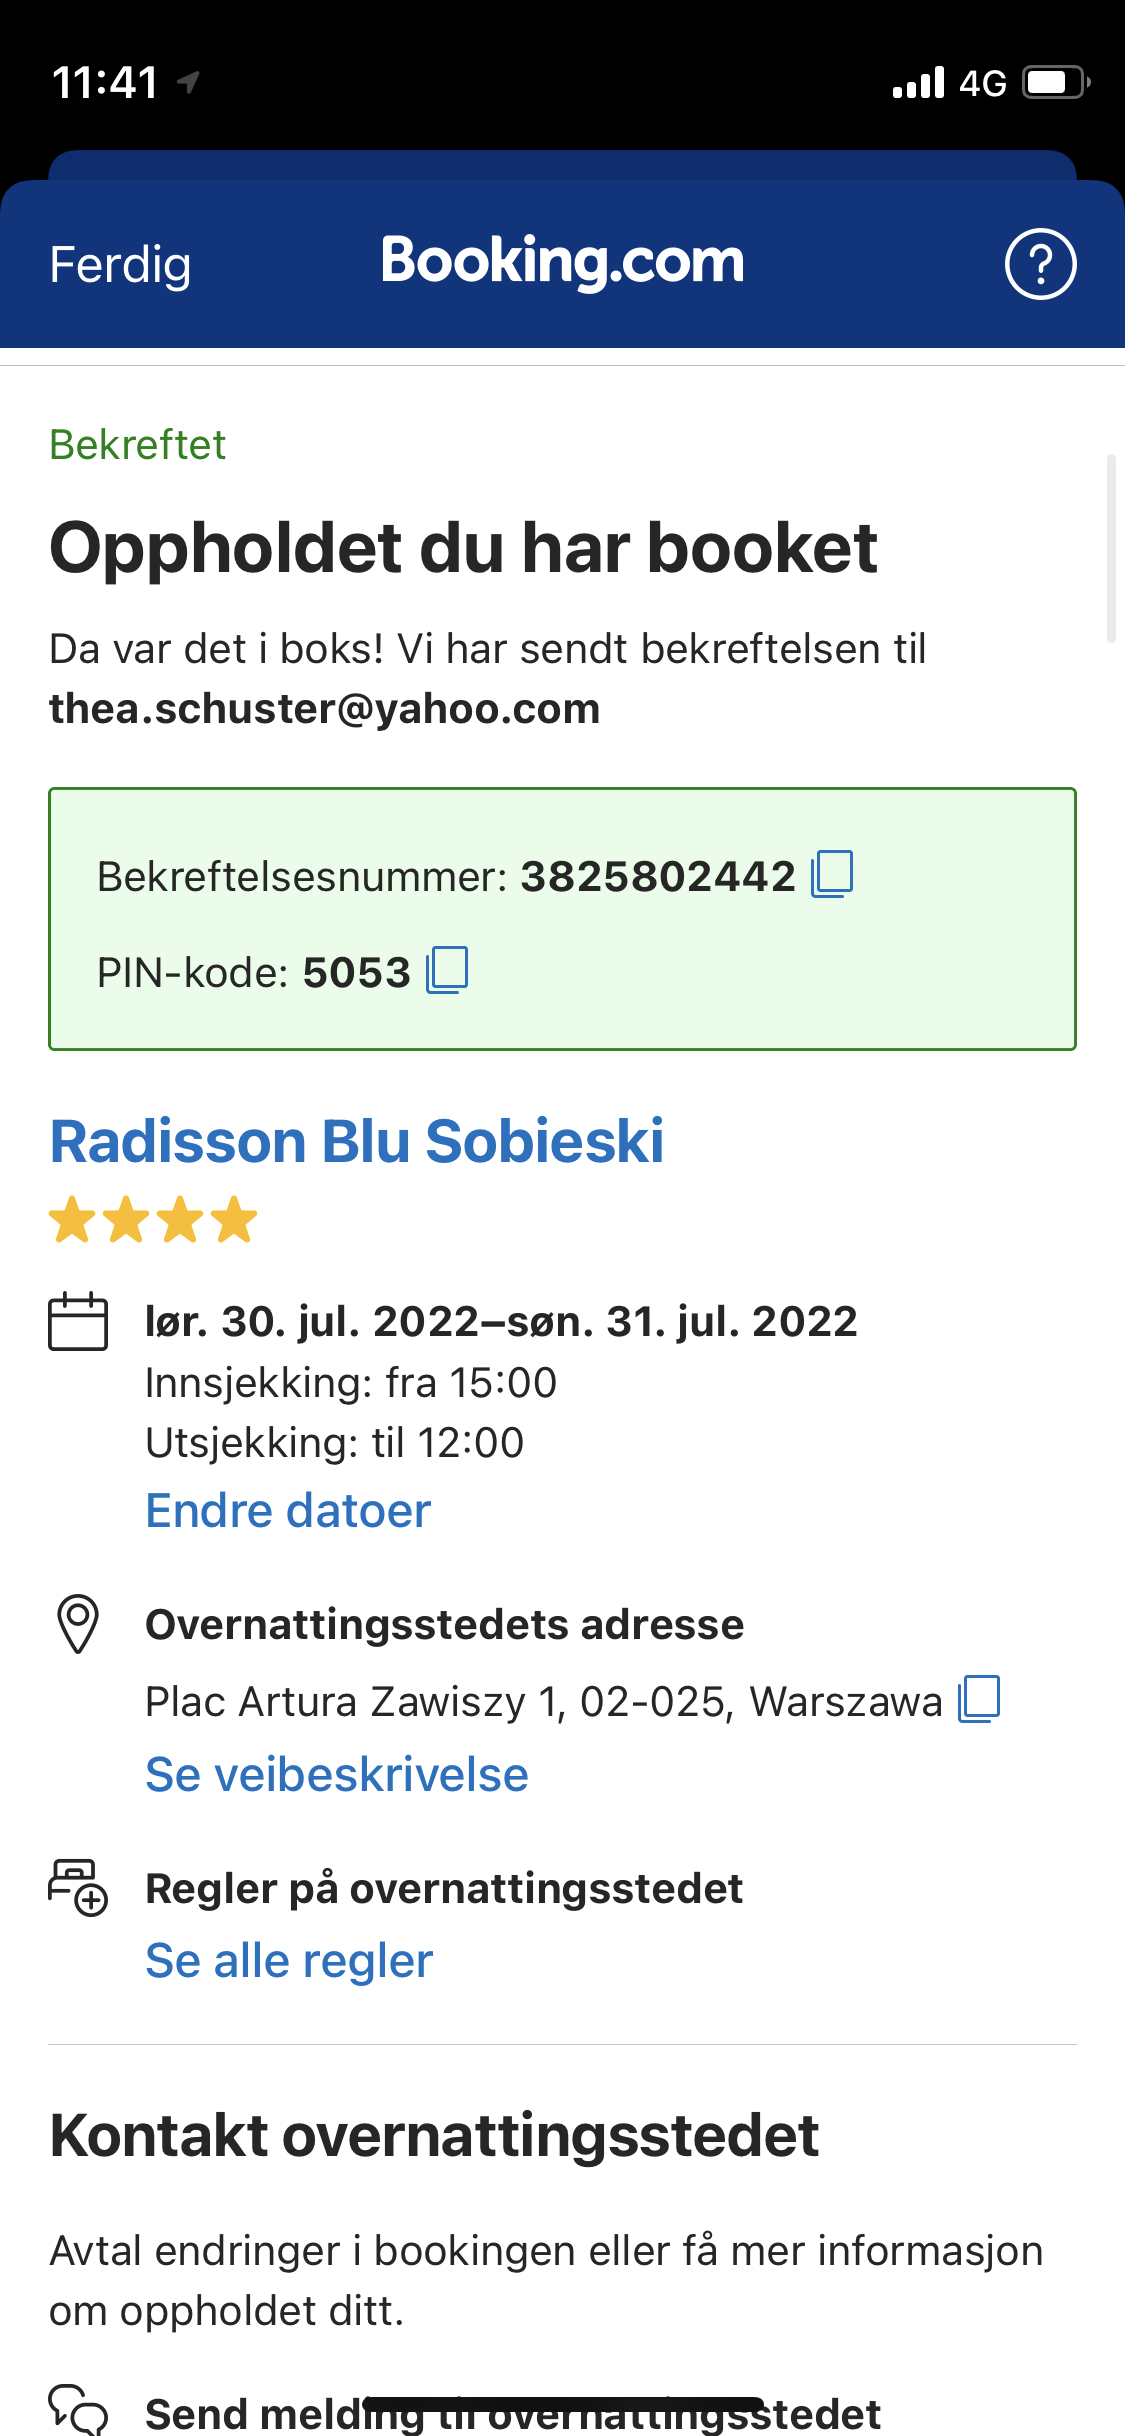 11:41
4G
Ferdig
Booking.com
Bekreftet
Oppholdet du har booket
Da var det i boks! Vi har sendt bekreftelsen til
thea.schuster@yahoo.com
Bekreftelsesnummer: 3825802442
PIN-kode: 5053
Radisson Blu Sobieski
lør. 30. jul. 2022–søn. 31. jul. 2022
Innsjekking: fra 15:00
Utsjekking: til 12:00
Endre datoer
Overnattingsstedets adresse
Plac Artura Zawiszy 1, 02-025, Warszawa
Se veibeskrivelse
Regler på overnattingsstedet
Se alle regler
Kontakt overnattingsstedet
Avtal endringer i bookingen eller få mer informasjon
om oppholdet ditt.
Send melding til overnattingsstedet